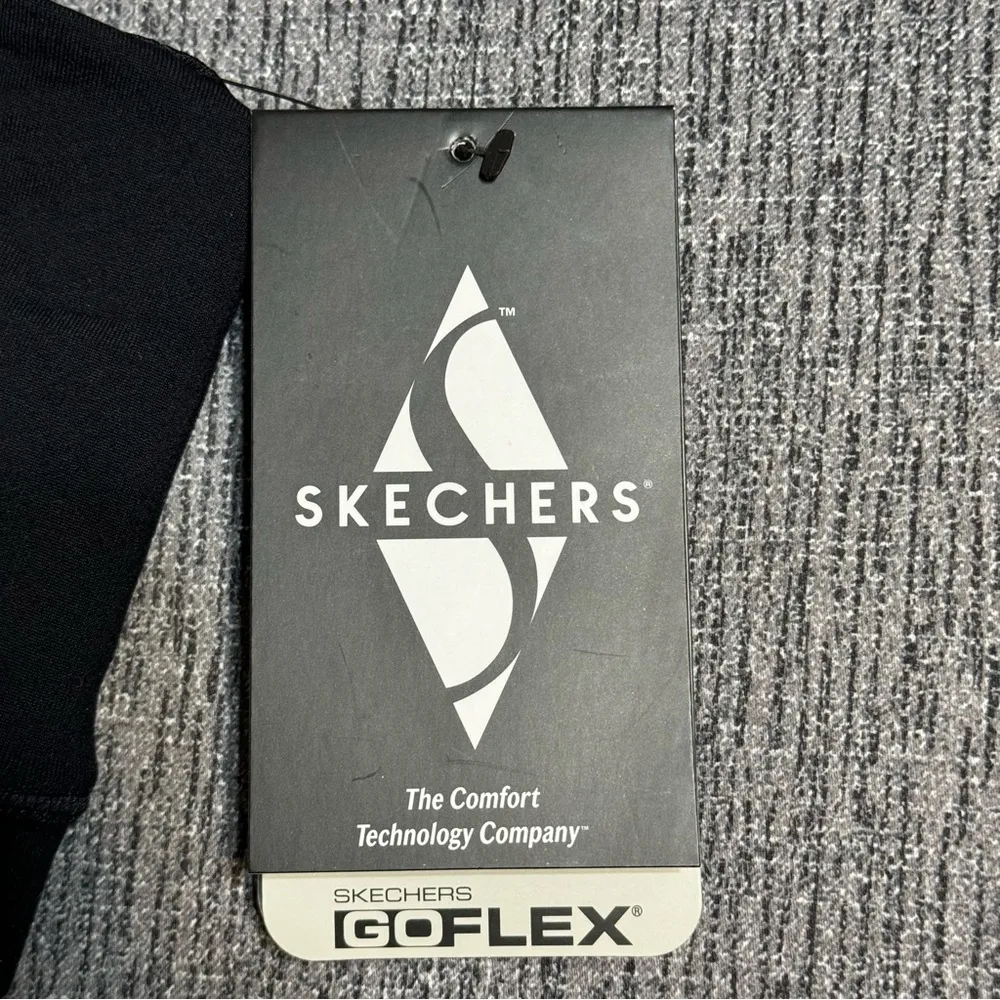 ™
SKECHERS®
The Comfort
Technology Company™
SKECHERS
GOFLEX®